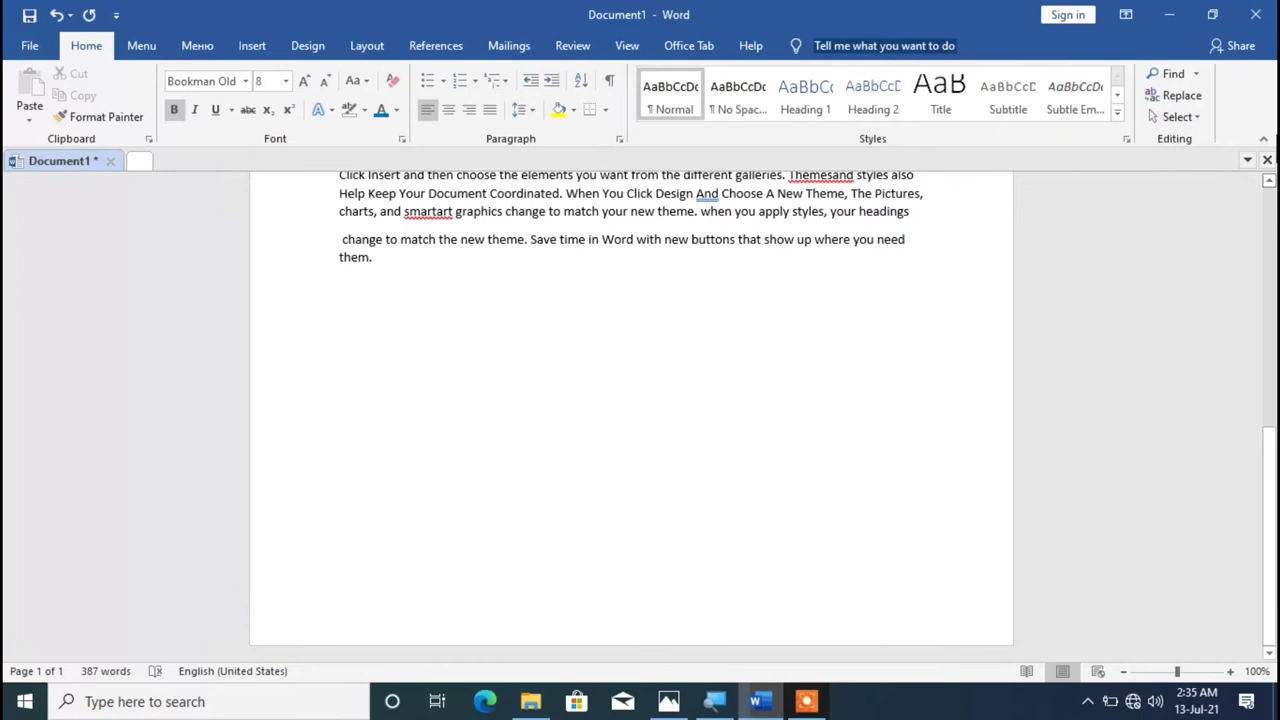 Document1 - Word
Sign in
File Home Menu Меню Insert Design Layout References Mailings Review View Office Tab Help Tell me what you want to do Share
Paste
Cut
Copy
Format Painter
Clipboard
Bookman Old 8
Font
Paragraph
AaBbCcDc AaBbCcDc AaBbCc AaBbCcD AaB AaBbCcD AaBbCcDc
¶ Normal ¶ No Spac... Heading 1 Heading 2 Title Subtitle Subtle Em...
Styles
Find
Replace
Select
Editing
Document1 *
Click Insert and then choose the elements you want from the different galleries. Themesand styles also
Help Keep Your Document Coordinated. When You Click Design And Choose A New Theme, The Pictures,
charts, and smartart graphics change to match your new theme. when you apply styles, your headings
change to match the new theme. Save time in Word with new buttons that show up where you need
them.
Page 1 of 1 387 words English (United States) 100%
Type here to search
2:35 AM
13-Jul-21